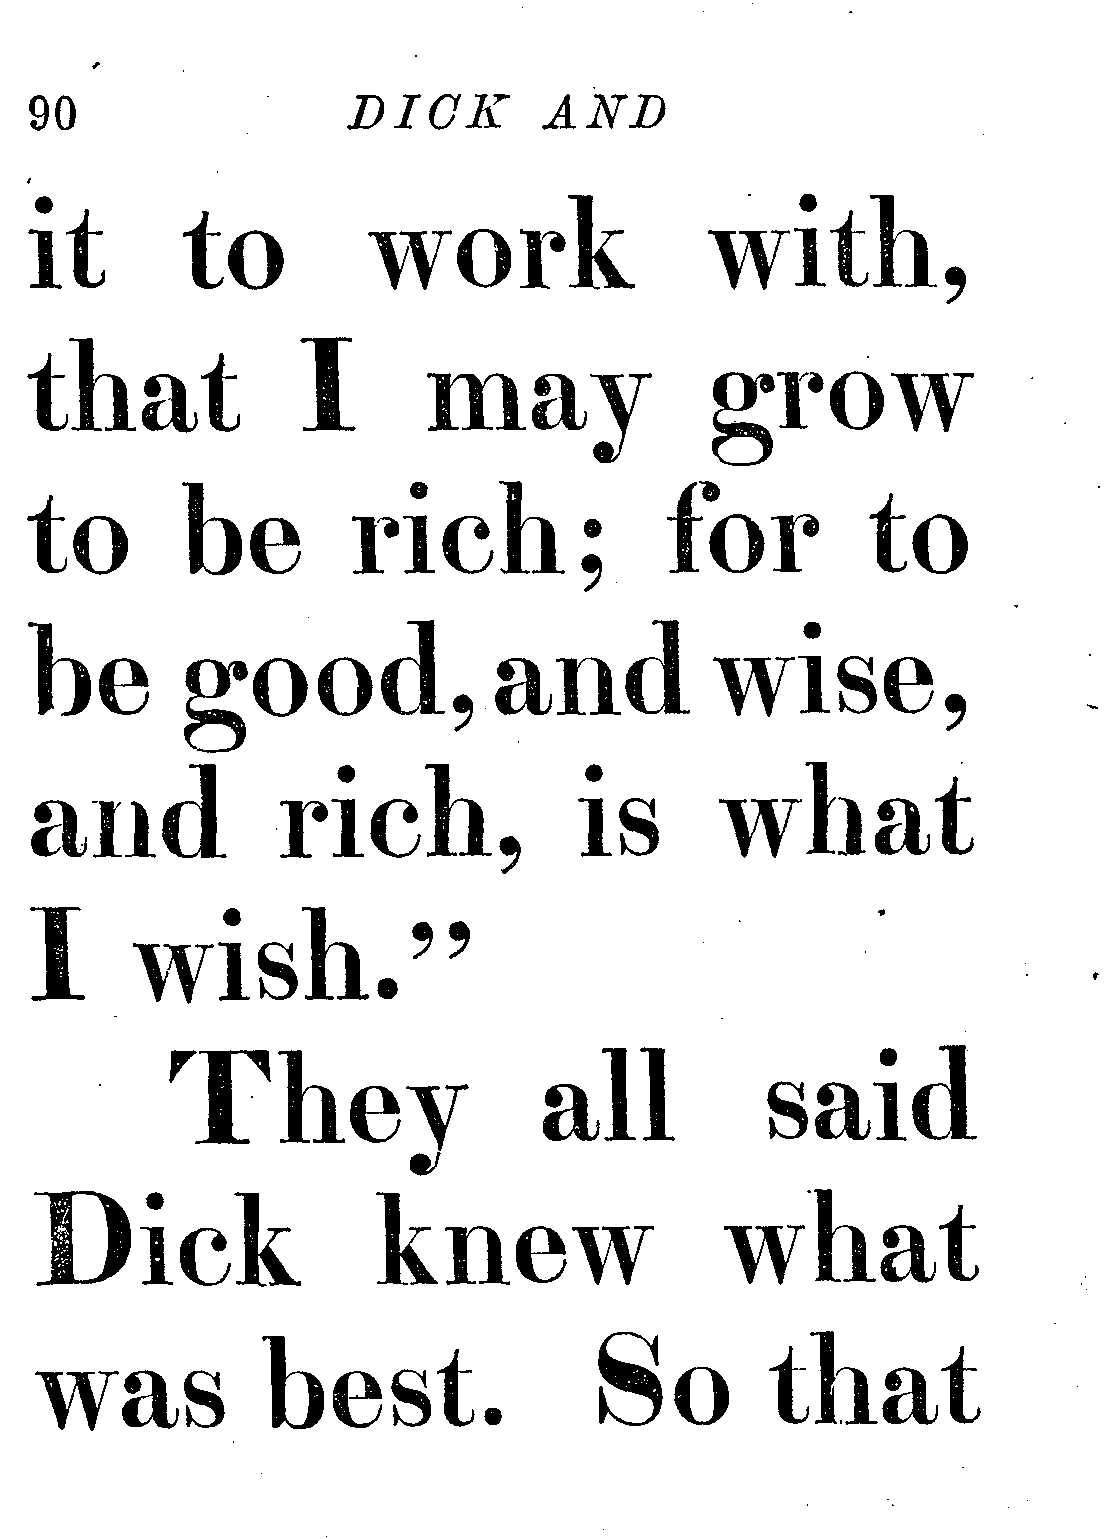 90 DICK AND
it to work with,
that I may grow
to be rich; for to
be good, and wise,
and rich, is what
I wish.”
They all said
Dick knew what
was best. So that